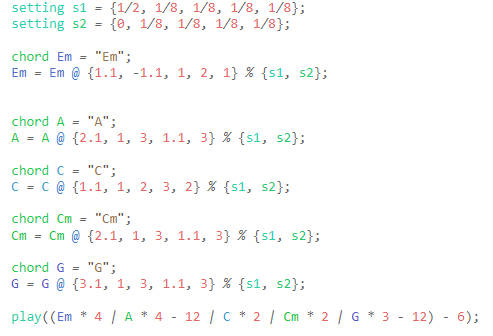 setting s1 = {1/2, 1/8, 1/8, 1/8, 1/8};
setting s2 = {0, 1/8, 1/8, 1/8, 1/8};
chord Em = "Em";
Em = Em @ {1.1, -1.1, 1, 2, 1} % {s1, s2};
chord A = "A";
A = A @ {2.1, 1, 3, 1.1, 3} % {s1, s2};
chord C = "C";
C = C @ {1.1, 1, 2, 3, 2} % {s1, s2};
chord Cm = "Cm";
Cm = Cm @ {2.1, 1, 3, 1.1, 3} % {s1, s2};
chord G = "G";
G = G @ {3.1, 1, 3, 1.1, 3} % {s1, s2};
play((Em * 4 / A * 4 - 12 / C * 2 / Cm * 2 / G * 3 - 12) - 6);